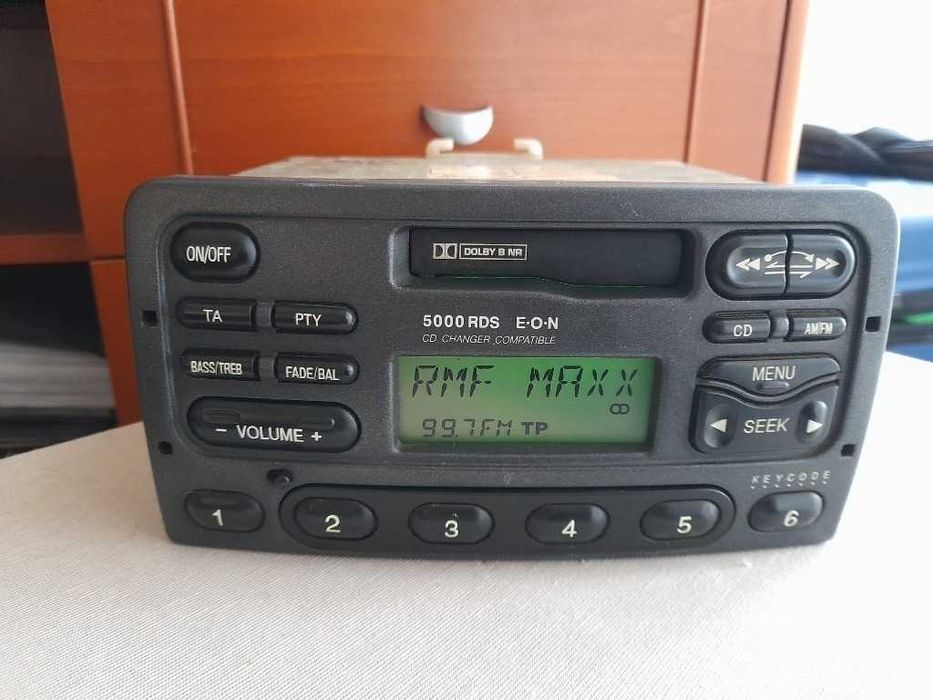 ON/OFF
DOLBY B NR
TA
PTY
5000 RDS E·O·N
CD CHANGER COMPATIBLE
CD
AM/FM
BASS/TREB
FADE/BAL
RMF MAXX
99.7FM TP
MENU
SEEK
- VOLUME +
KEYCODE
1
2
3
4
5
6